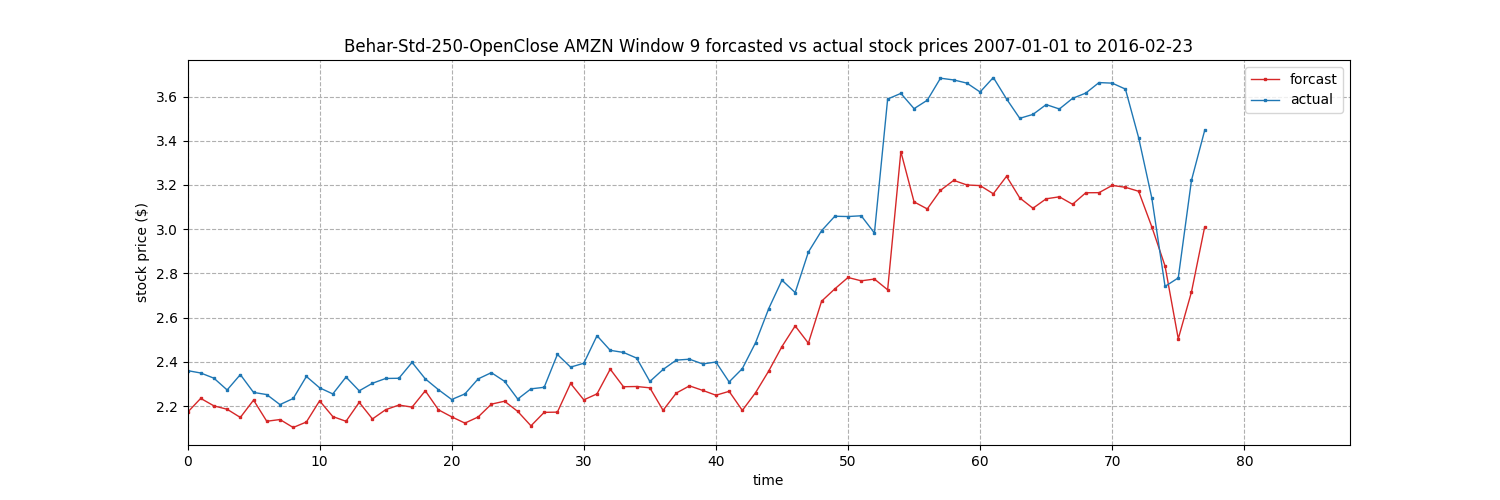 Behar-Std-250-OpenClose AMZN Window 9 forcasted vs actual stock prices 2007-01-01 to 2016-02-23
forcast
actual
stock price ($)
3.6
3.4
3.2
3.0
2.8
2.6
2.4
2.2
0 10 20 30 40 50 60 70 80
time